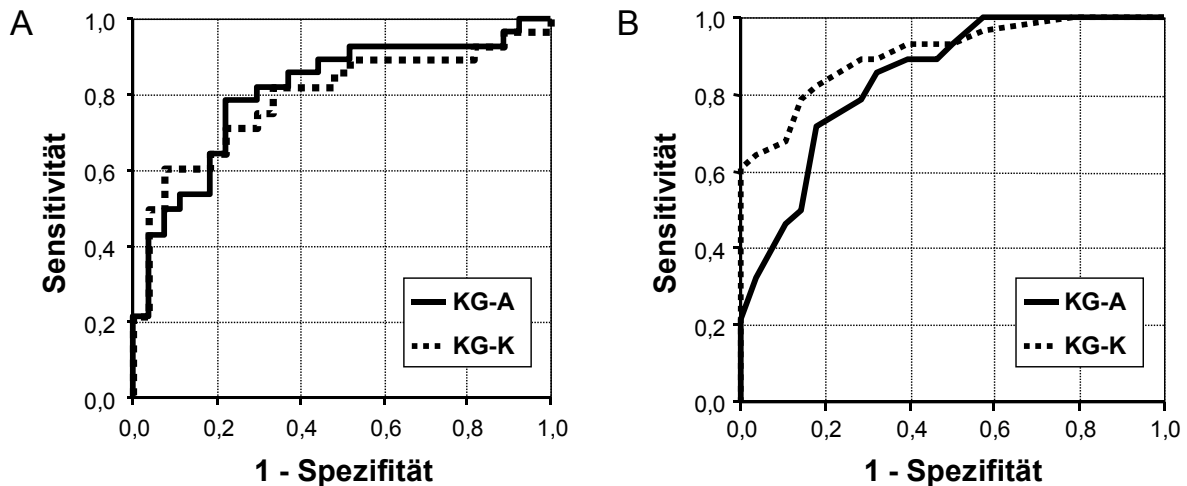 A
Sensitivität
1,0
0,8
0,6
0,4
0,2
0,0
KG-A
KG-K
0,0 0,2 0,4 0,6 0,8 1,0
1 - Spezifität
B
Sensitivität
1,0
0,8
0,6
0,4
0,2
0,0
KG-A
KG-K
0,0 0,2 0,4 0,6 0,8 1,0
1 - Spezifität